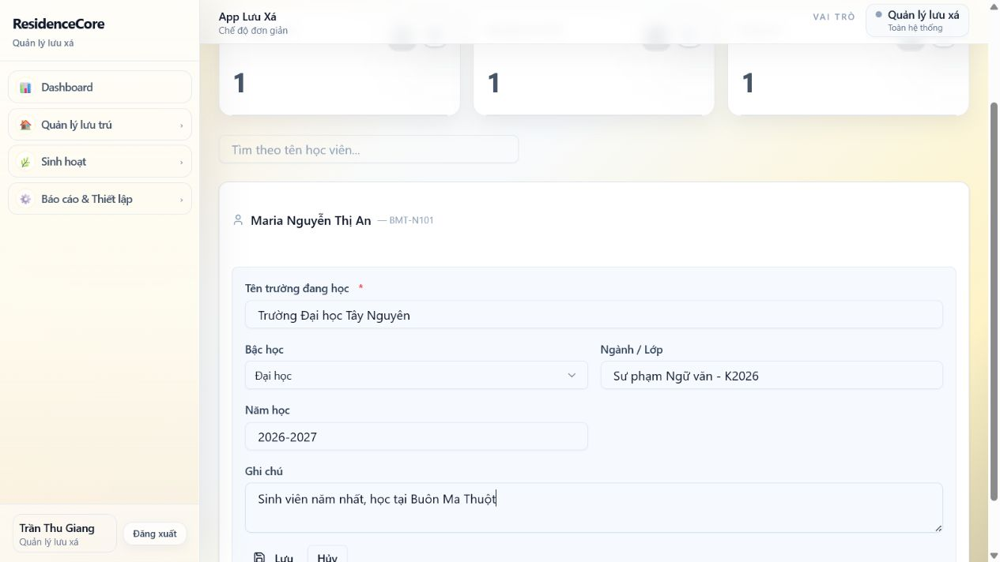 ResidenceCore
Quản lý lưu xá
Dashboard
Quản lý lưu trú
Sinh hoạt
Báo cáo & Thiết lập
Trần Thu Giang
Quản lý lưu xá
Đăng xuất
App Lưu Xá
Chế độ đơn giản
VAI TRÒ
Quản lý lưu xá
Toàn hệ thống
1
1
1
Tìm theo tên học viên...
Maria Nguyễn Thị An — BMT-N101
Tên trường đang học *
Trường Đại học Tây Nguyên
Bậc học
Ngành / Lớp
Đại học
Sư phạm Ngữ văn - K2026
Năm học
2026-2027
Ghi chú
Sinh viên năm nhất, học tại Buôn Ma Thuột
Lưu
Hủy